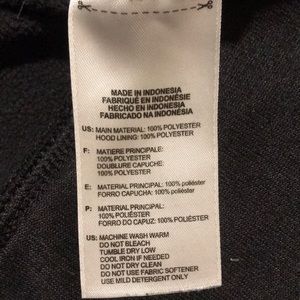 MADE IN INDONESIA
FABRIQUÉ EN INDONÉSIE
HECHO EN INDONESIA
FABRICADO NA INDONÉSIA
US: MAIN MATERIAL: 100% POLYESTER
HOOD LINING: 100% POLYESTER
F: MATIERE PRINCIPALE:
100% POLYESTER
DOUBLURE CAPUCHE:
100% POLYESTER
E: MATERIAL PRINCIPAL: 100% poliéster
FORRO CAPUCHA: 100% poliéster
P: MATERIAL PRINCIPAL:
100% POLIÉSTER
FORRO DO CAPUZ: 100% POLIÉSTER
US: MACHINE WASH WARM
DO NOT BLEACH
TUMBLE DRY LOW
COOL IRON IF NEEDED
DO NOT DRY CLEAN
DO NOT USE FABRIC SOFTENER
USE MILD DETERGENT ONLY